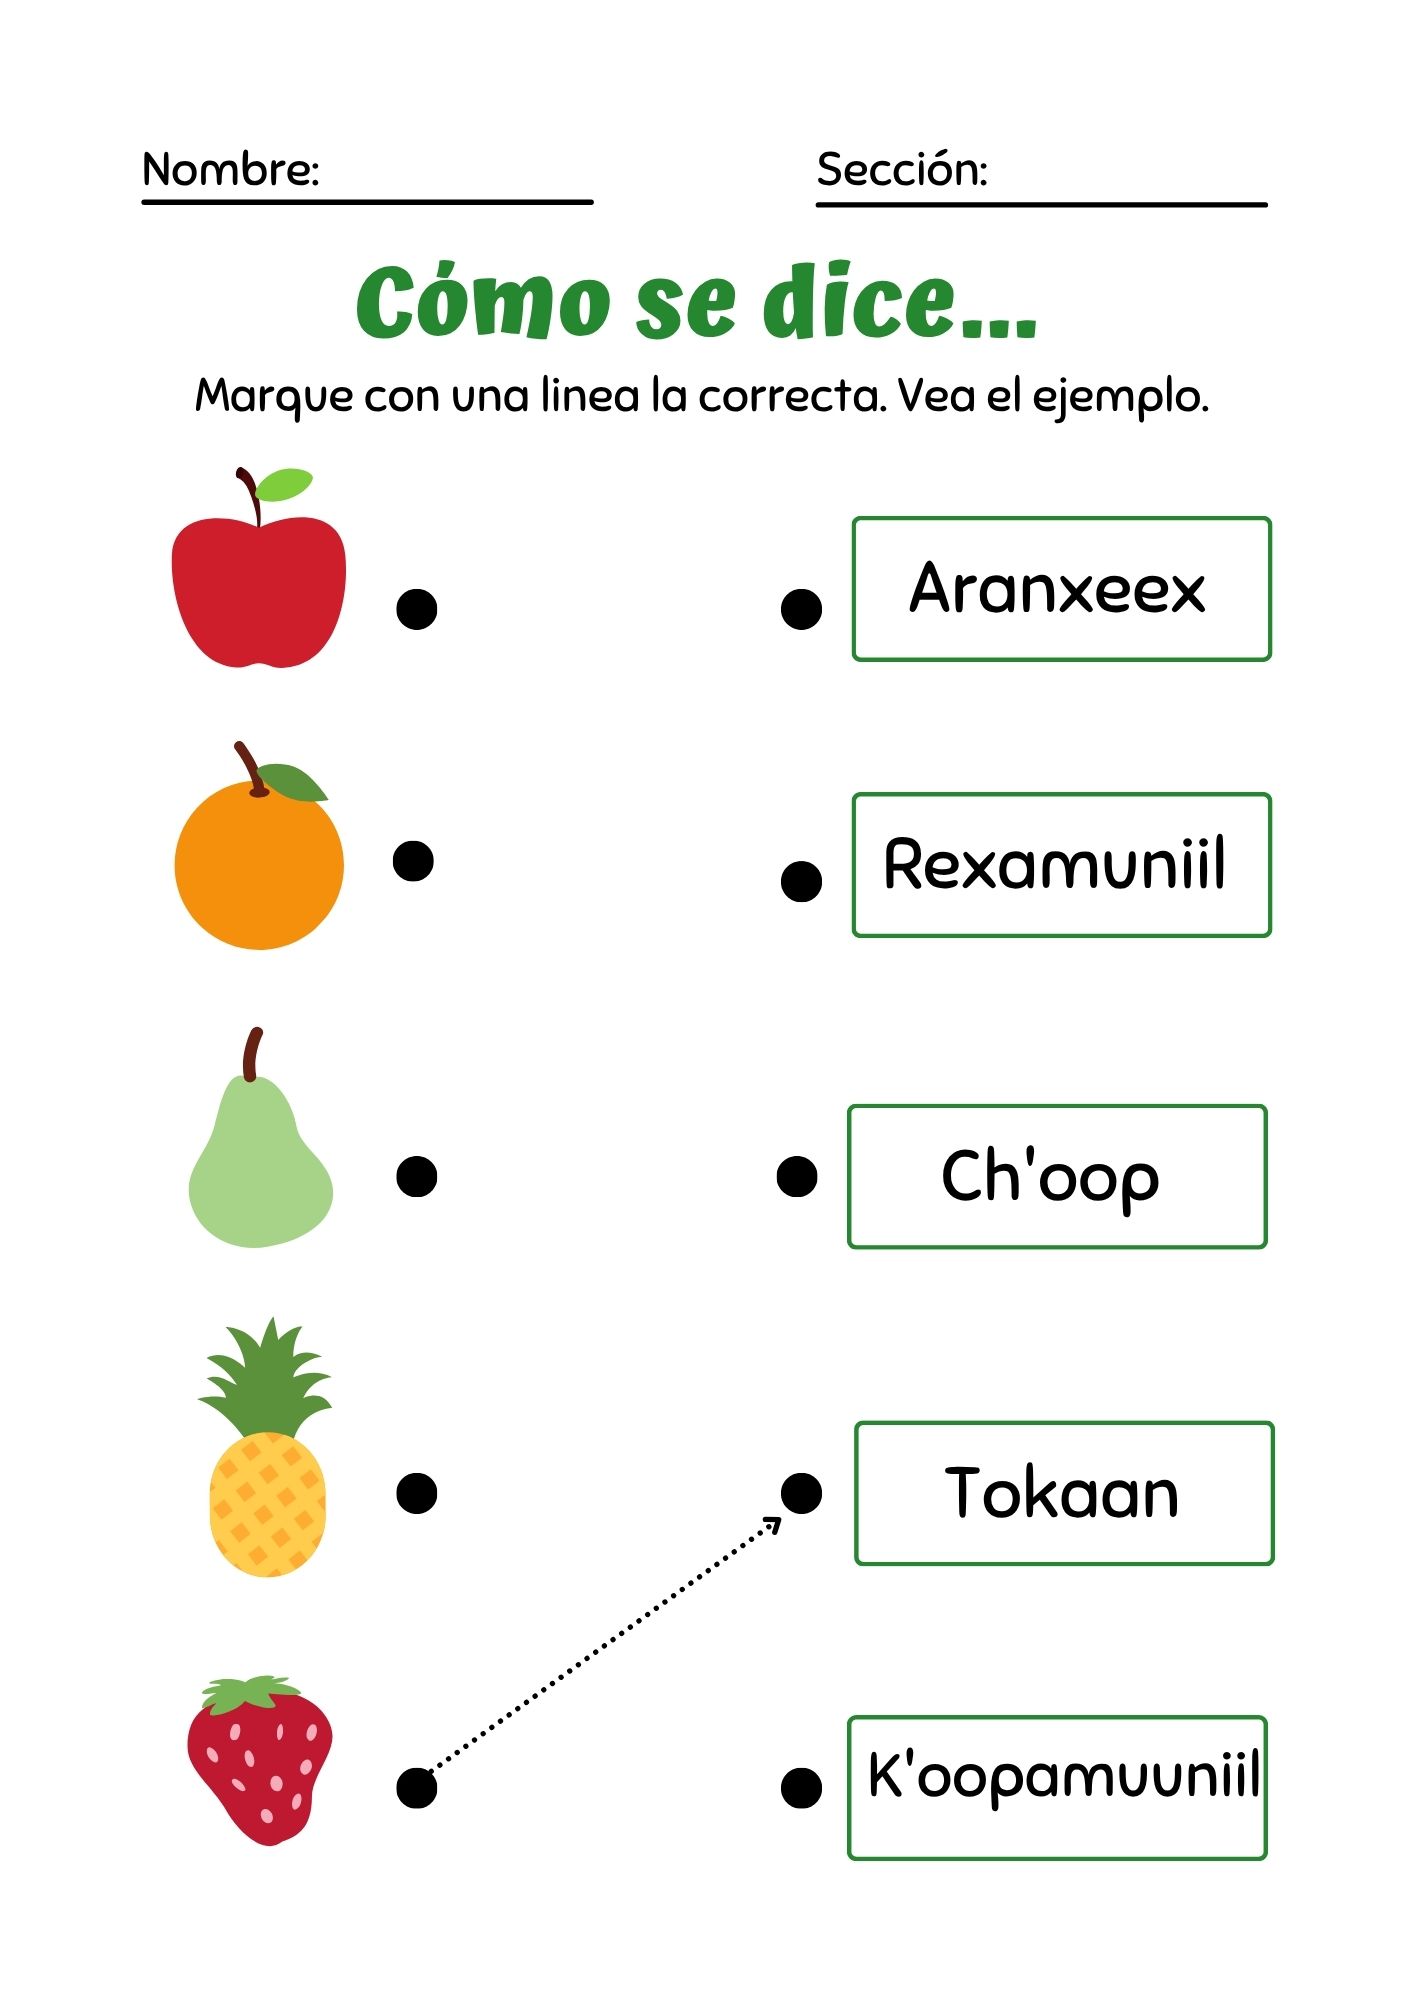 Nombre:
Sección:
Cómo se dice...
Marque con una linea la correcta. Vea el ejemplo.
Aranxeex
Rexamuniil
Ch'oop
Tokaan
K'oopamuuniil